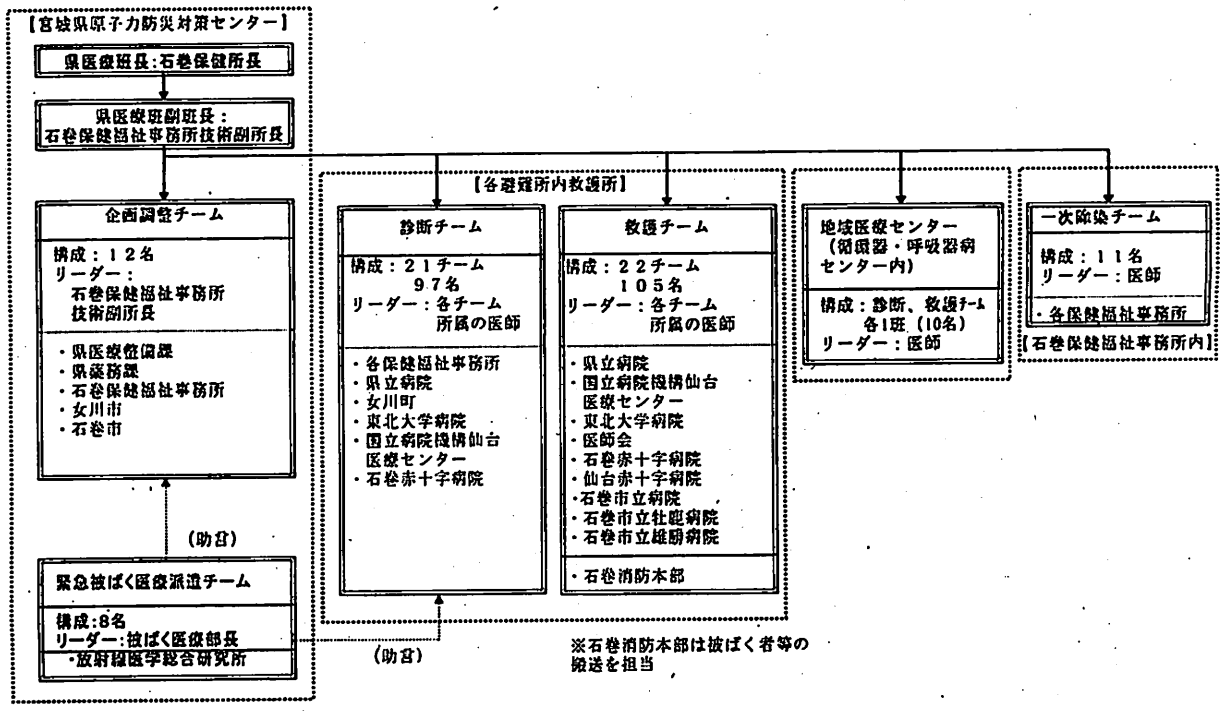 【宮城県原子力防災対策センター】
県医療班長：石巻保健所長
県医療班副班長：
石巻保健福祉事務所技術副所長
企画調整チーム
構成：１２名
リーダー：
石巻保健福祉事務所
技術副所長
・県医療整備課
・県薬務課
・石巻保健福祉事務所
・女川市
・石巻市
(助言)
緊急被ばく医療派遣チーム
構成:8名
リーダー:被ばく医療部長
・放射線医学総合研究所
(助言)
【各避難所内救護所】
診断チーム
構成：２１チーム
９７名
リーダー：各チーム
所属の医師
・各保健福祉事務所
・県立病院
・女川町
・東北大学病院
・国立病院機構仙台
医療センター
・石巻赤十字病院
救護チーム
構成：２２チーム
１０５名
リーダー：各チーム
所属の医師
・県立病院
・国立病院機構仙台
医療センター
・東北大学病院
・医師会
・石巻赤十字病院
・仙台赤十字病院
・石巻市立病院
・石巻市立牡鹿病院
・石巻市立雄勝病院
・石巻消防本部
地域医療センター
（循環器・呼吸器病
センター内）
構成：診断、救護ﾁｰﾑ
各1班（10名）
リーダー：医師
一次除染チーム
構成：１１名
リーダー：医師
・各保健福祉事務所
【石巻保健福祉事務所内】
※石巻消防本部は被ばく者等の
搬送を担当